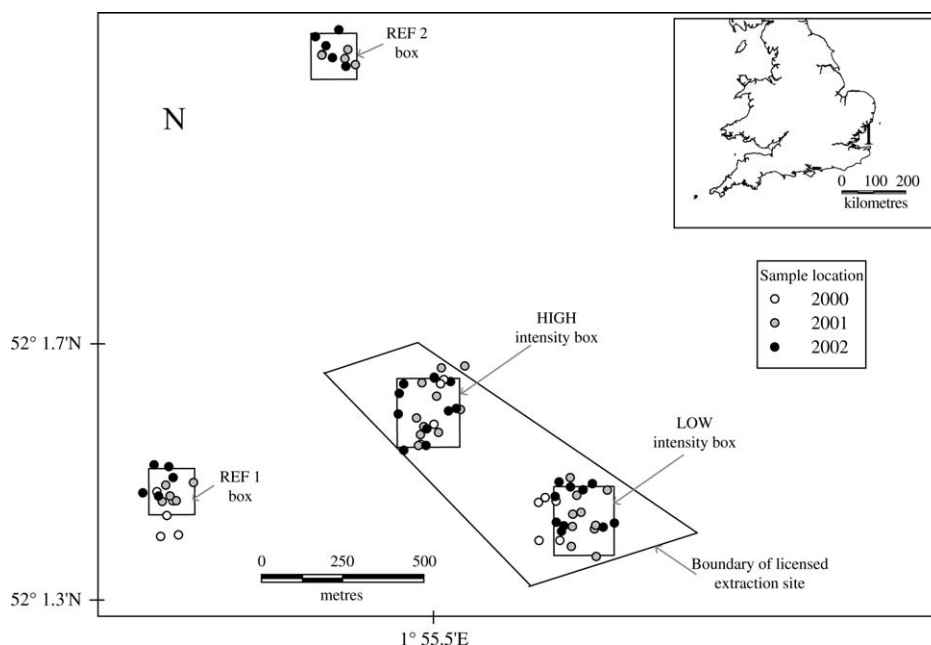 REF 2
box
N
1
0 100 200
kilometres
Sample location
2000
2001
2002
52° 1.7'N
HIGH
intensity box
LOW
intensity box
REF 1
box
0 250 500
metres
Boundary of licensed
extraction site
52° 1.3'N
1° 55.5'E